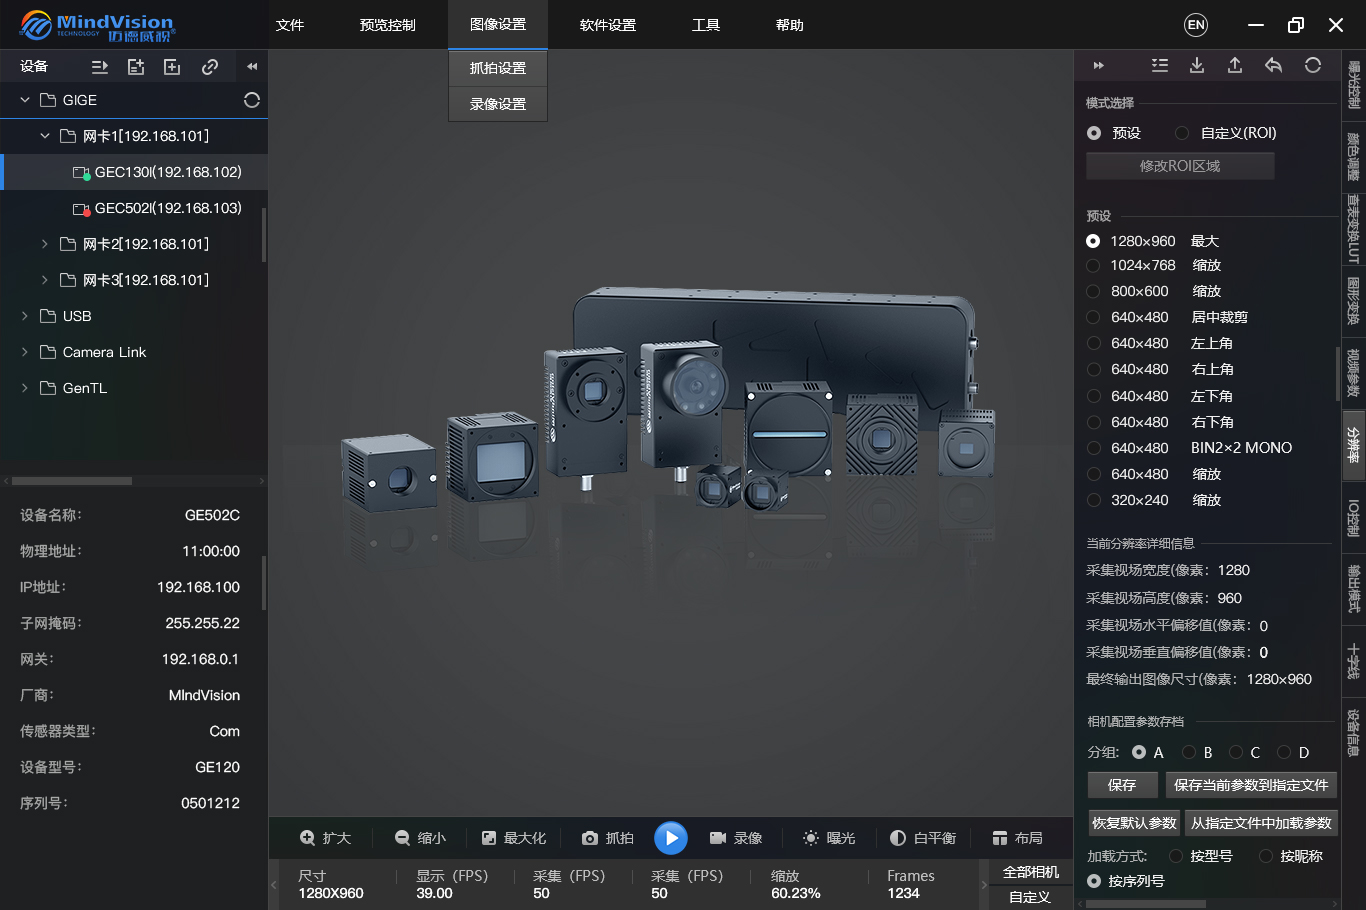 MindVision
TECHNOLOGY 迈德威视
文件 预览控制 图像设置 软件设置 工具 帮助 EN
抓拍设置
录像设置
设备
GIGE
网卡1[192.168.101]
GEC130I(192.168.102)
GEC502I(192.168.103)
网卡2[192.168.101]
网卡3[192.168.101]
USB
Camera Link
GenTL
设备名称: GE502C
物理地址: 11:00:00
IP地址: 192.168.100
子网掩码: 255.255.22
网关: 192.168.0.1
厂商: MIndVision
传感器类型: Com
设备型号: GE120
序列号: 0501212
MindVision
MindVision
扩大 缩小 最大化 抓拍 录像 曝光 白平衡 布局
尺寸 显示（FPS） 采集（FPS） 采集（FPS） 缩放 Frames
1280X960 39.00 50 50 60.23% 1234
全部相机
自定义
模式选择
预设 自定义(ROI)
修改ROI区域
预设
1280×960 最大
1024×768 缩放
800×600 缩放
640×480 居中裁剪
640×480 左上角
640×480 右上角
640×480 左下角
640×480 右下角
640×480 BIN2×2 MONO
640×480 缩放
320×240 缩放
当前分辨率详细信息
采集视场宽度(像素: 1280
采集视场高度(像素: 960
采集视场水平偏移值(像素: 0
采集视场垂直偏移值(像素: 0
最终输出图像尺寸(像素: 1280×960
相机配置参数存档
分组: A B C D
保存 保存当前参数到指定文件
恢复默认参数 从指定文件中加载参数
加载方式: 按型号 按昵称
按序列号
曝光控制
颜色调整
查表变换LUT
图形变换
视频参数
分辨率
IO控制
输出模式
十字线
设备信息